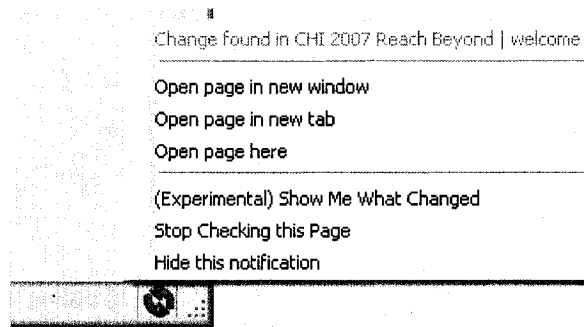 Change found in CHI 2007 Reach Beyond | welcome
Open page in new window
Open page in new tab
Open page here
(Experimental) Show Me What Changed
Stop Checking this Page
Hide this notification